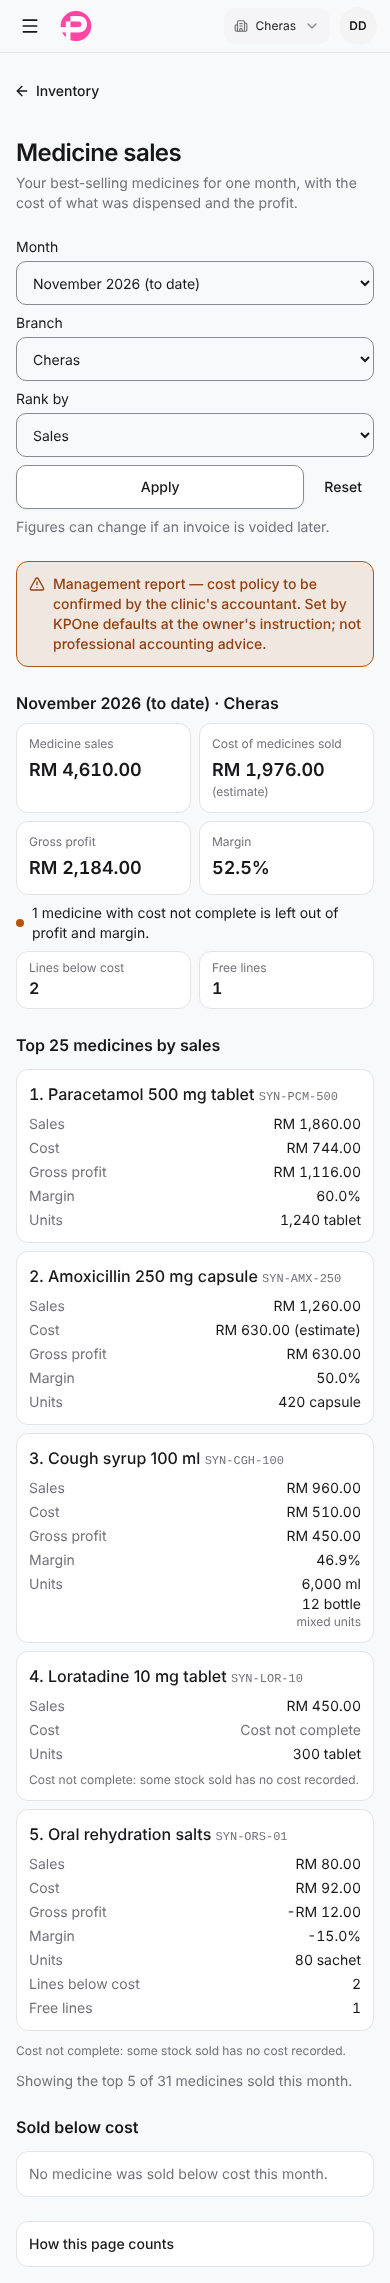 Cheras
DD
Inventory
Medicine sales
Your best-selling medicines for one month, with the
cost of what was dispensed and the profit.
Month
November 2026 (to date)
Branch
Cheras
Rank by
Sales
Apply
Reset
Figures can change if an invoice is voided later.
Management report — cost policy to be
confirmed by the clinic's accountant. Set by
KPOne defaults at the owner's instruction; not
professional accounting advice.
November 2026 (to date) · Cheras
Medicine sales
RM 4,610.00
Cost of medicines sold
RM 1,976.00
(estimate)
Gross profit
RM 2,184.00
Margin
52.5%
1 medicine with cost not complete is left out of
profit and margin.
Lines below cost
2
Free lines
1
Top 25 medicines by sales
1. Paracetamol 500 mg tablet SYN-PCM-500
Sales RM 1,860.00
Cost RM 744.00
Gross profit RM 1,116.00
Margin 60.0%
Units 1,240 tablet
2. Amoxicillin 250 mg capsule SYN-AMX-250
Sales RM 1,260.00
Cost RM 630.00 (estimate)
Gross profit RM 630.00
Margin 50.0%
Units 420 capsule
3. Cough syrup 100 ml SYN-CGH-100
Sales RM 960.00
Cost RM 510.00
Gross profit RM 450.00
Margin 46.9%
Units 6,000 ml
12 bottle
mixed units
4. Loratadine 10 mg tablet SYN-LOR-10
Sales RM 450.00
Cost Cost not complete
Units 300 tablet
Cost not complete: some stock sold has no cost recorded.
5. Oral rehydration salts SYN-ORS-01
Sales RM 80.00
Cost RM 92.00
Gross profit -RM 12.00
Margin -15.0%
Units 80 sachet
Lines below cost 2
Free lines 1
Cost not complete: some stock sold has no cost recorded.
Showing the top 5 of 31 medicines sold this month.
Sold below cost
No medicine was sold below cost this month.
How this page counts